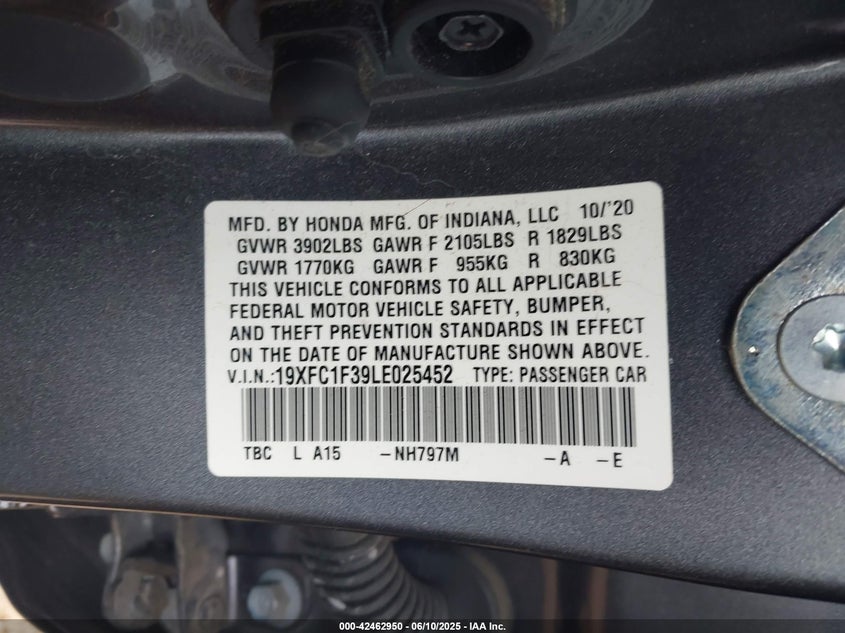 MFD. BY HONDA MFG. OF INDIANA, LLC 10/'20
GVWR 3902LBS GAWR F 2105LBS R 1829LBS
GVWR 1770KG GAWR F 955KG R 830KG
THIS VEHICLE CONFORMS TO ALL APPLICABLE
FEDERAL MOTOR VEHICLE SAFETY, BUMPER,
AND THEFT PREVENTION STANDARDS IN EFFECT
ON THE DATE OF MANUFACTURE SHOWN ABOVE.
V.I.N.:19XFC1F39LE025452 TYPE: PASSENGER CAR
TBC L A15 -NH797M -A -E
000-42462950 - 06/10/2025 - IAA Inc.